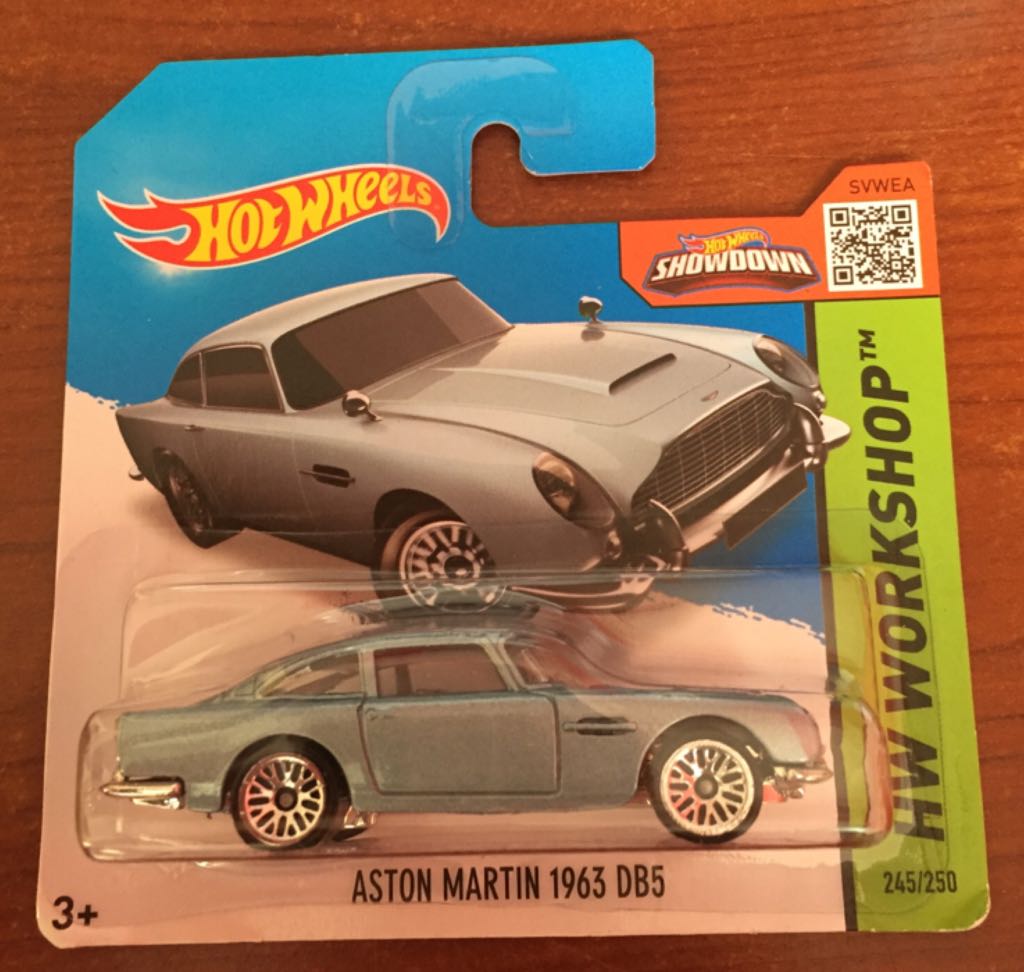 HOT WHEELS
SVWEA
HOT WHEELS
SHOWDOWN
HW WORKSHOP™
ASTON MARTIN 1963 DB5
245/250
3+